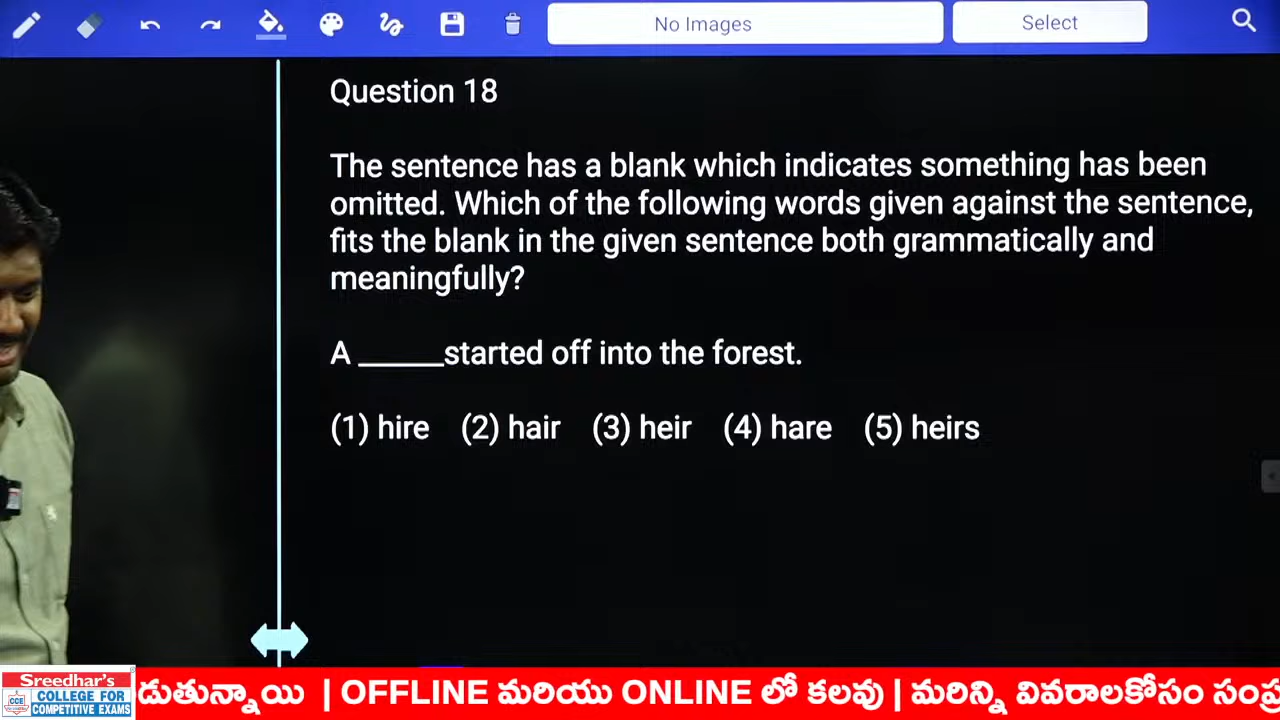 No Images
Select
Question 18
The sentence has a blank which indicates something has been
omitted. Which of the following words given against the sentence,
fits the blank in the given sentence both grammatically and
meaningfully?
A ______started off into the forest.
(1) hire (2) hair (3) heir (4) hare (5) heirs
Sreedhar's
CCE
COLLEGE FOR
COMPETITIVE EXAMS
డుతున్నాయి | OFFLINE మరియు ONLINE లో కలవు | మరిన్ని వివరాలకోసం సంప్ర